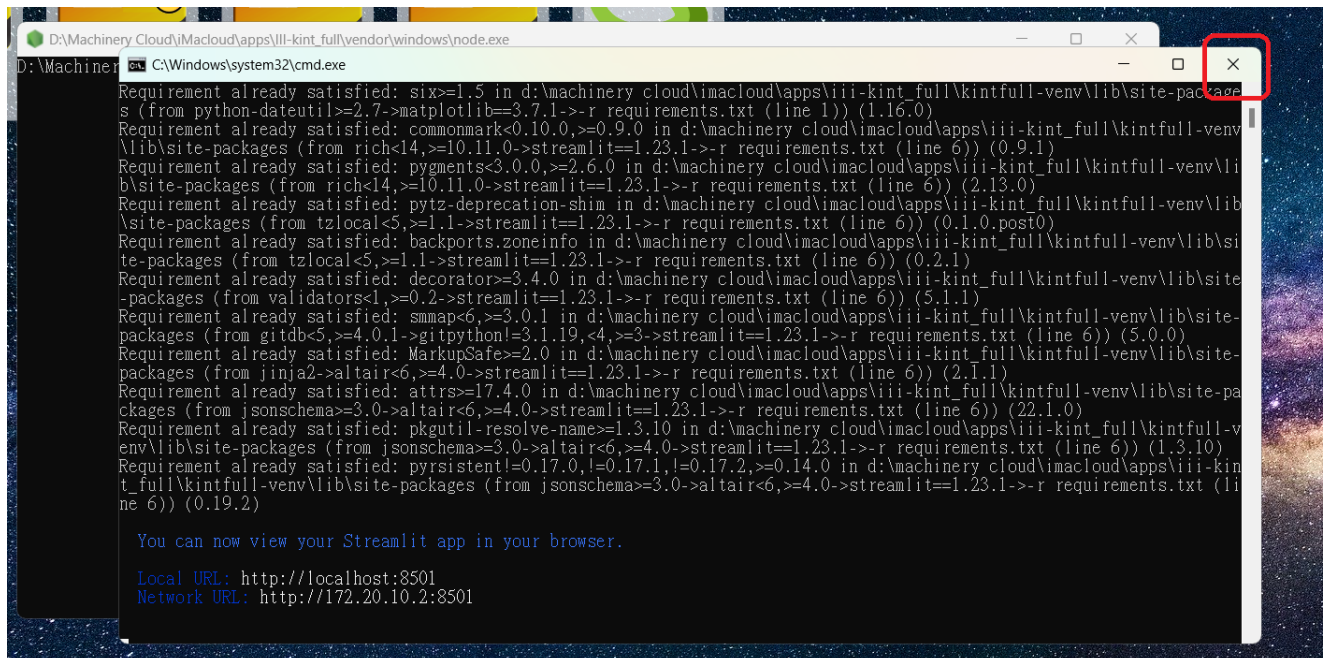 D:\Machinery Cloud\iMacloud\apps\III-kint_full\vendor\windows\node.exe
D:\Machiner
C:\Windows\system32\cmd.exe
Requirement already satisfied: six>=1.5 in d:\machinery cloud\imacloud\apps\iii-kint_full\kintfull-venv\lib\site-package
s (from python-dateutil>=2.7->matplotlib==3.7.1->-r requirements.txt (line 1)) (1.16.0)
Requirement already satisfied: commonmark<0.10.0,>=0.9.0 in d:\machinery cloud\imacloud\apps\iii-kint_full\kintfull-venv
\lib\site-packages (from rich<14,>=10.11.0->streamlit==1.23.1->-r requirements.txt (line 6)) (0.9.1)
Requirement already satisfied: pygments<3.0.0,>=2.6.0 in d:\machinery cloud\imacloud\apps\iii-kint_full\kintfull-venv\li
b\site-packages (from rich<14,>=10.11.0->streamlit==1.23.1->-r requirements.txt (line 6)) (2.13.0)
Requirement already satisfied: pytz-deprecation-shim in d:\machinery cloud\imacloud\apps\iii-kint_full\kintfull-venv\lib
\site-packages (from tzlocal<5,>=1.1->streamlit==1.23.1->-r requirements.txt (line 6)) (0.1.0.post0)
Requirement already satisfied: backports.zoneinfo in d:\machinery cloud\imacloud\apps\iii-kint_full\kintfull-venv\lib\si
te-packages (from tzlocal<5,>=1.1->streamlit==1.23.1->-r requirements.txt (line 6)) (0.2.1)
Requirement already satisfied: decorator>=3.4.0 in d:\machinery cloud\imacloud\apps\iii-kint_full\kintfull-venv\lib\site
-packages (from validators<1,>=0.2->streamlit==1.23.1->-r requirements.txt (line 6)) (5.1.1)
Requirement already satisfied: smmap<6,>=3.0.1 in d:\machinery cloud\imacloud\apps\iii-kint_full\kintfull-venv\lib\site-
packages (from gitdb<5,>=4.0.1->gitpython!=3.1.19,<4,>=3->streamlit==1.23.1->-r requirements.txt (line 6)) (5.0.0)
Requirement already satisfied: MarkupSafe>=2.0 in d:\machinery cloud\imacloud\apps\iii-kint_full\kintfull-venv\lib\site-
packages (from jinja2->altair<6,>=4.0->streamlit==1.23.1->-r requirements.txt (line 6)) (2.1.1)
Requirement already satisfied: attrs>=17.4.0 in d:\machinery cloud\imacloud\apps\iii-kint_full\kintfull-venv\lib\site-pa
ckages (from jsonschema>=3.0->altair<6,>=4.0->streamlit==1.23.1->-r requirements.txt (line 6)) (22.1.0)
Requirement already satisfied: pkgutil-resolve-name>=1.3.10 in d:\machinery cloud\imacloud\apps\iii-kint_full\kintfull-v
env\lib\site-packages (from jsonschema>=3.0->altair<6,>=4.0->streamlit==1.23.1->-r requirements.txt (line 6)) (1.3.10)
Requirement already satisfied: pyrsistent!=0.17.0,!=0.17.1,!=0.17.2,>=0.14.0 in d:\machinery cloud\imacloud\apps\iii-kin
t_full\kintfull-venv\lib\site-packages (from jsonschema>=3.0->altair<6,>=4.0->streamlit==1.23.1->-r requirements.txt (li
ne 6)) (0.19.2)
You can now view your Streamlit app in your browser.
Local URL: http://localhost:8501
Network URL: http://172.20.10.2:8501